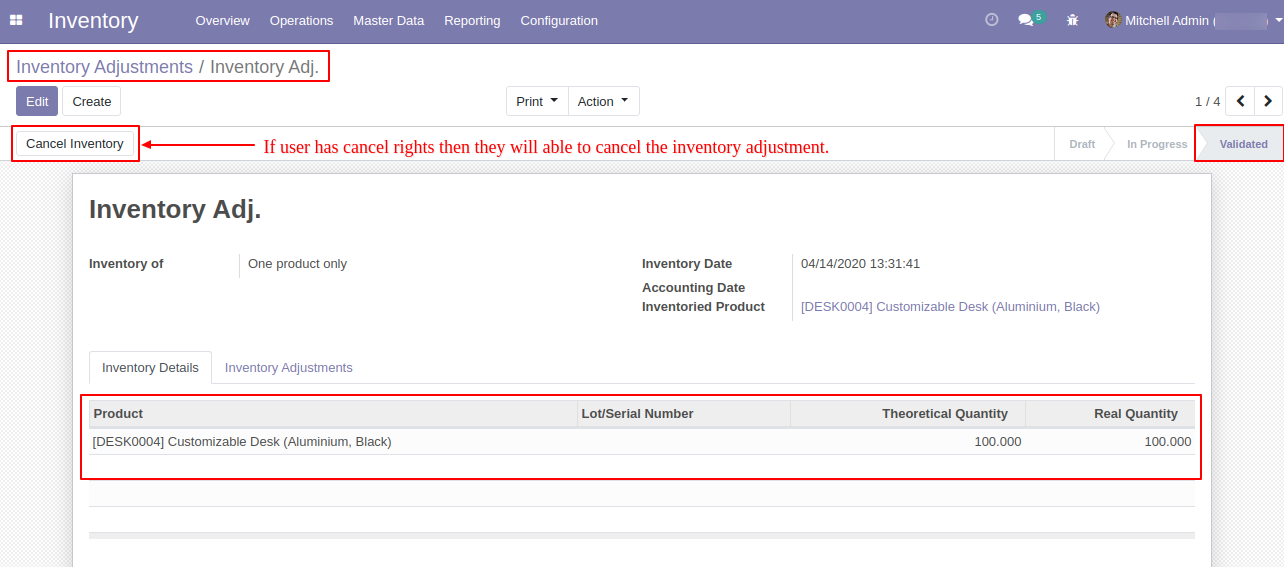 Inventory Overview Operations Master Data Reporting Configuration 5 Mitchell Admin (
Inventory Adjustments / Inventory Adj.
Edit Create Print Action 1 / 4
Cancel Inventory If user has cancel rights then they will able to cancel the inventory adjustment. Draft In Progress Validated
Inventory Adj.
Inventory of One product only Inventory Date 04/14/2020 13:31:41
Accounting Date
Inventoried Product [DESK0004] Customizable Desk (Aluminium, Black)
Inventory Details Inventory Adjustments
Product Lot/Serial Number Theoretical Quantity Real Quantity
[DESK0004] Customizable Desk (Aluminium, Black) 100.000 100.000